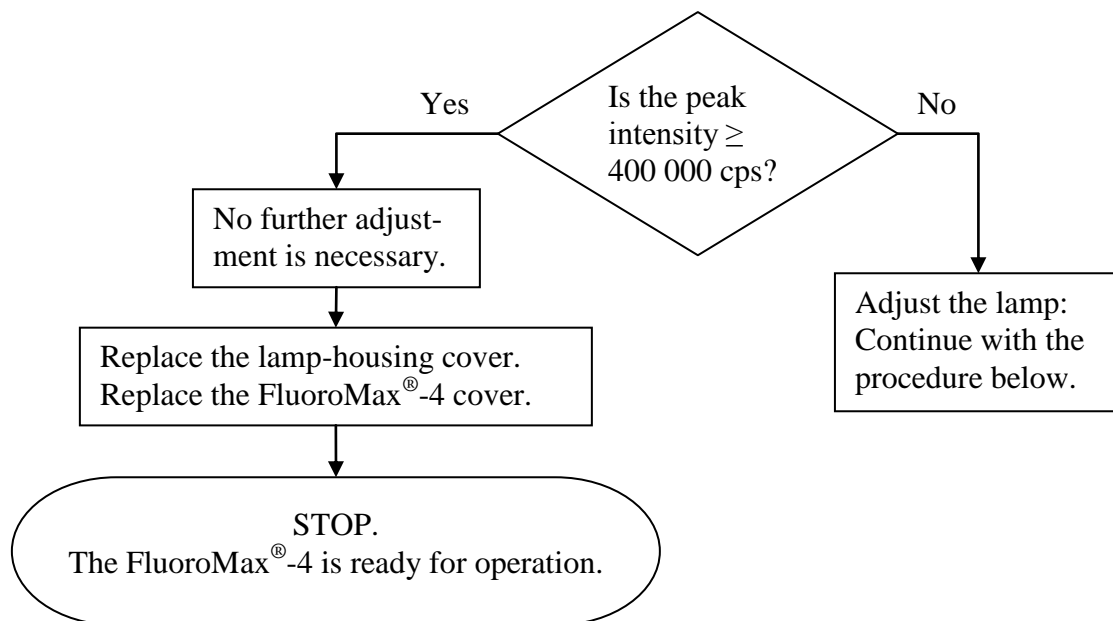 Is the peak
intensity ≥
400 000 cps?
Yes
No
No further adjust-
ment is necessary.
Replace the lamp-housing cover.
Replace the FluoroMax®-4 cover.
STOP.
The FluoroMax®-4 is ready for operation.
Adjust the lamp:
Continue with the
procedure below.